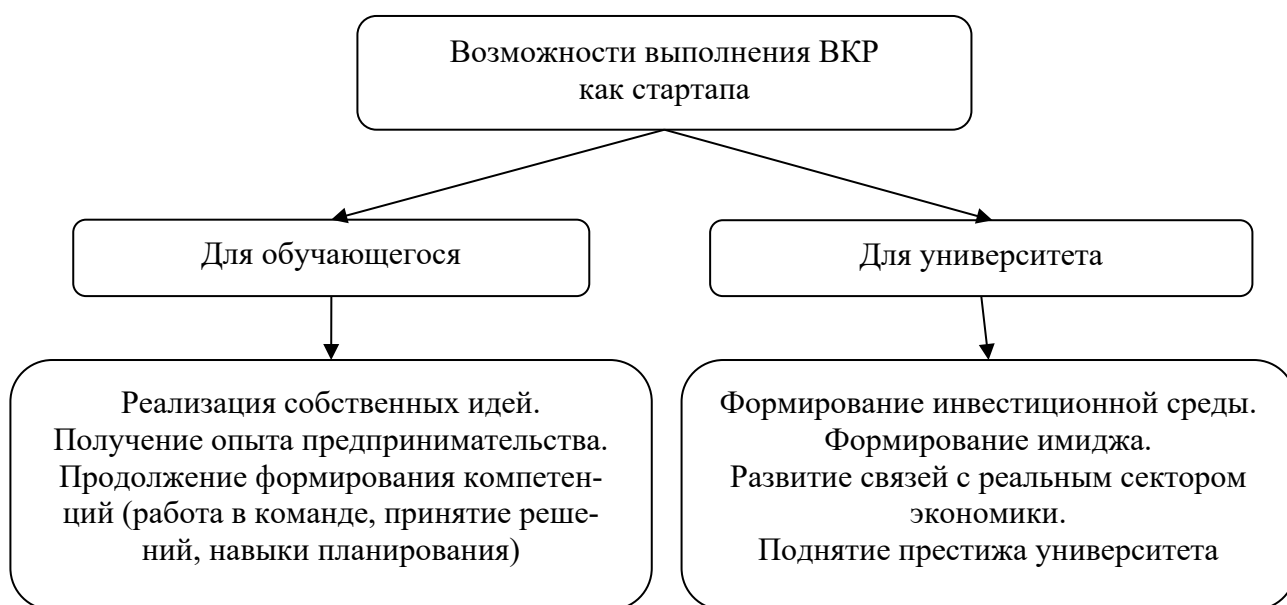 Возможности выполнения ВКР
как стартапа
Для обучающегося
Для университета
Реализация собственных идей.
Получение опыта предпринимательства.
Продолжение формирования компетен-
ций (работа в команде, принятие реше-
ний, навыки планирования)
Формирование инвестиционной среды.
Формирование имиджа.
Развитие связей с реальным сектором
экономики.
Поднятие престижа университета